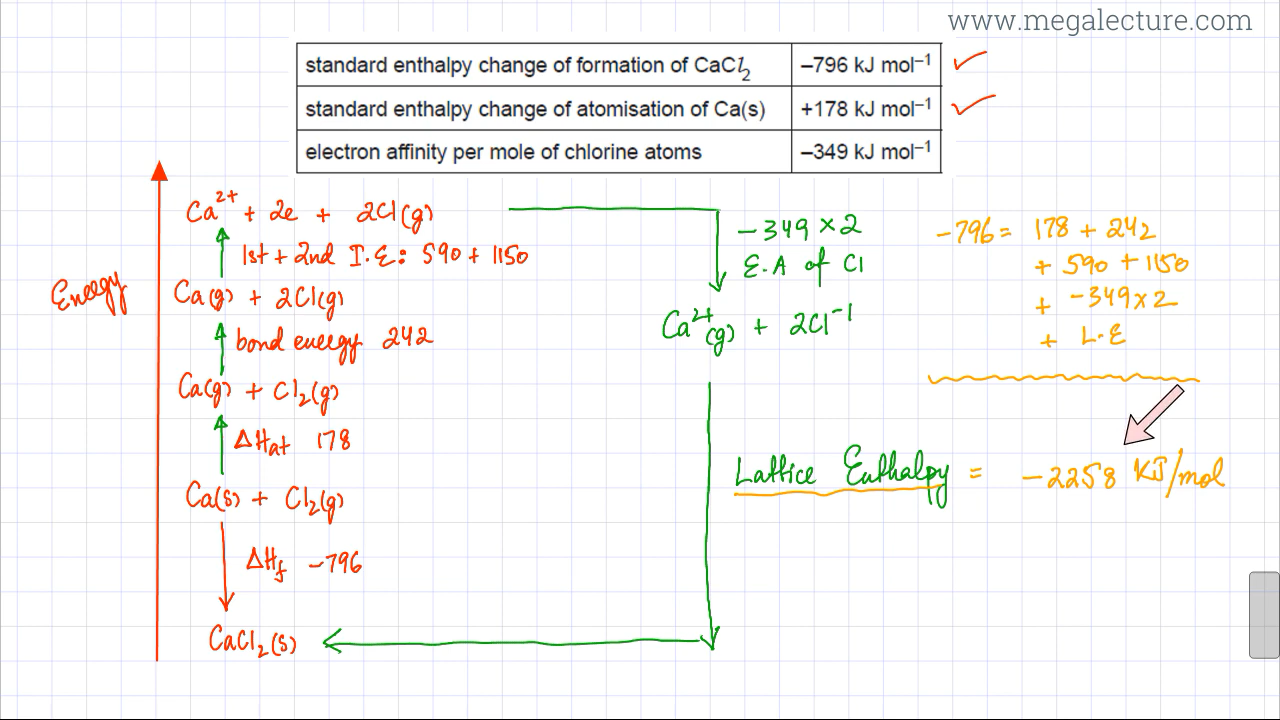 www.megalecture.com
standard enthalpy change of formation of CaCl₂ –796 kJ mol⁻¹
standard enthalpy change of atomisation of Ca(s) +178 kJ mol⁻¹
electron affinity per mole of chlorine atoms –349 kJ mol⁻¹
Energy
Ca²⁺ + 2e + 2Cl(g)
1st + 2nd I.E: 590 + 1150
Ca(g) + 2Cl(g)
bond energy 242
Ca(g) + Cl₂(g)
ΔHat 178
Ca(s) + Cl₂(g)
ΔHf -796
CaCl₂(s)
-349 × 2
E.A of Cl
Ca²⁺(g) + 2Cl⁻¹
Lattice Enthalpy = -2258 KJ/mol
-796 = 178 + 242
+ 590 + 1150
+ -349 × 2
+ L.E